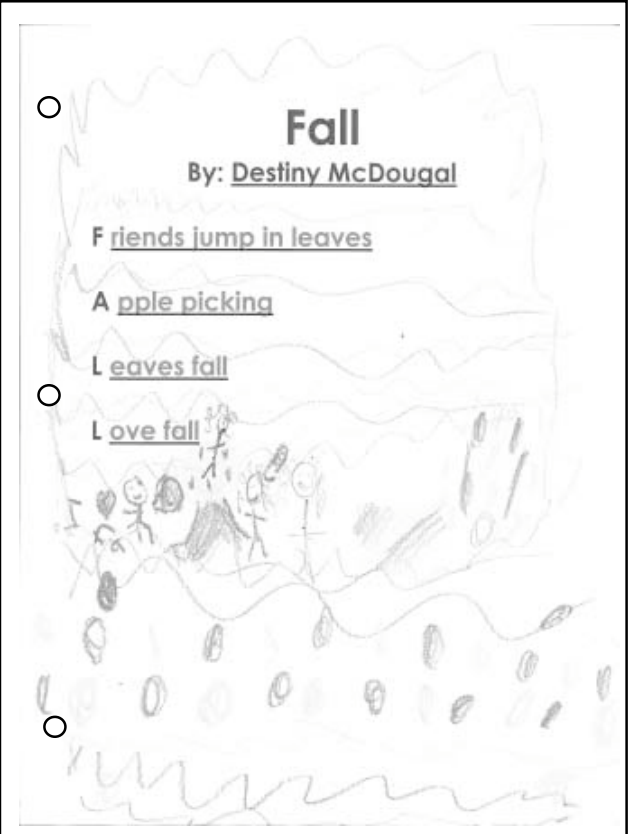 Fall
By: Destiny McDougal
F riends jump in leaves
A pple picking
L eaves fall
L ove fall